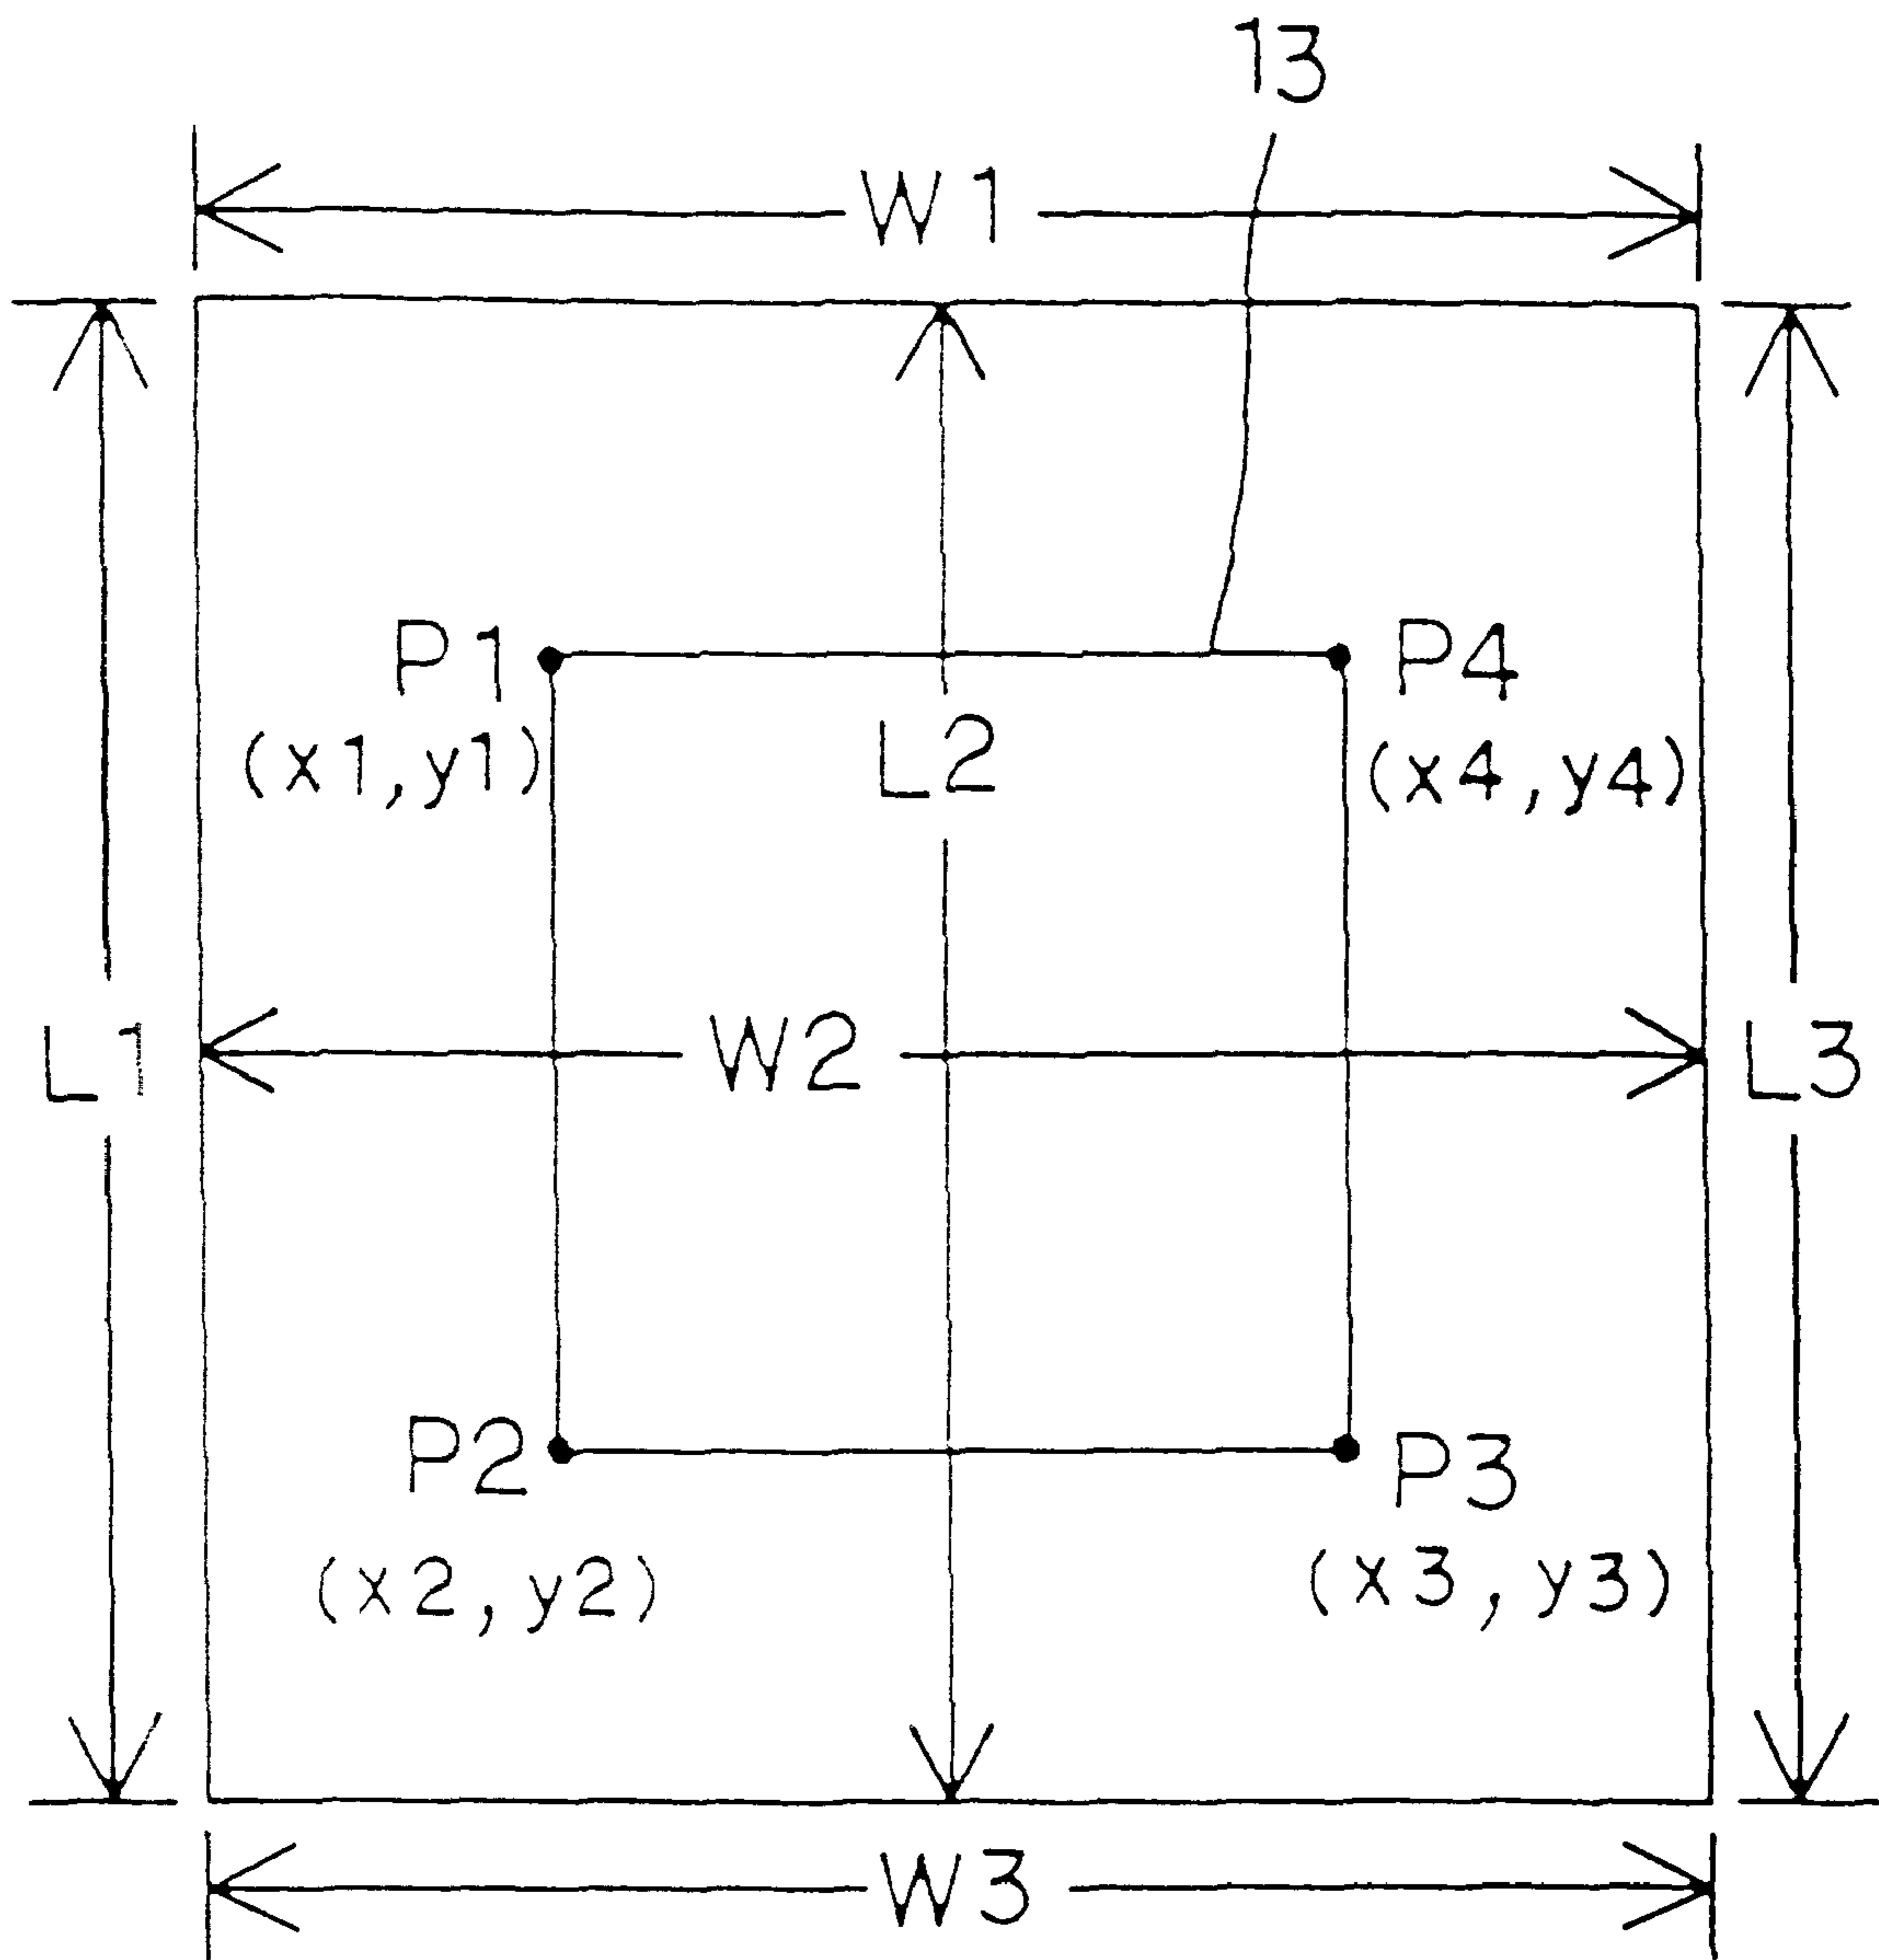 13
W1
P1
P4
(x1,y1)
L2
(x4,y4)
L1
W2
L3
P2
P3
(x2,y2)
(x3,y3)
W3